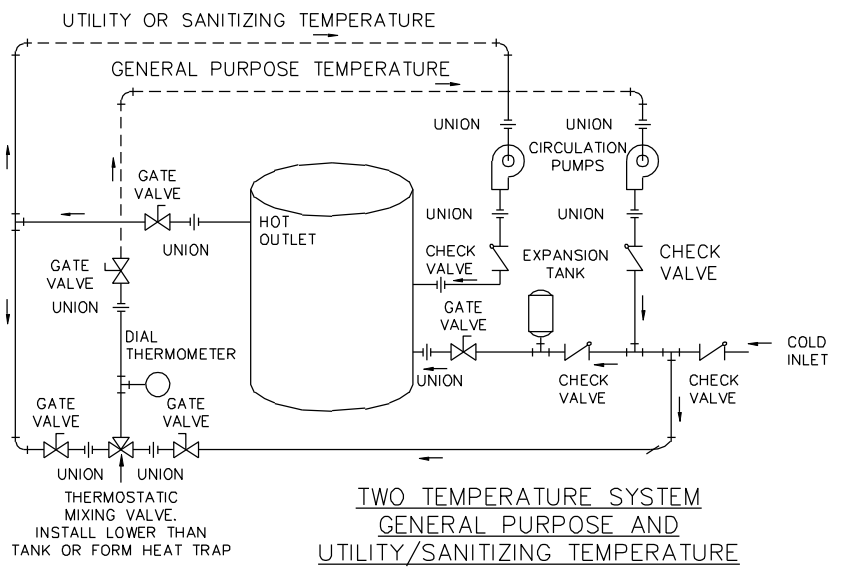 UTILITY OR SANITIZING TEMPERATURE
GENERAL PURPOSE TEMPERATURE
UNION
UNION
CIRCULATION
PUMPS
GATE
VALVE
UNION
HOT
OUTLET
UNION
UNION
CHECK
VALVE
EXPANSION
TANK
CHECK
VALVE
GATE
VALVE
UNION
GATE
VALVE
DIAL
THERMOMETER
UNION
CHECK
VALVE
CHECK
VALVE
COLD
INLET
GATE
VALVE
GATE
VALVE
UNION
UNION
THERMOSTATIC
MIXING VALVE.
INSTALL LOWER THAN
TANK OR FORM HEAT TRAP
TWO TEMPERATURE SYSTEM
GENERAL PURPOSE AND
UTILITY/SANITIZING TEMPERATURE